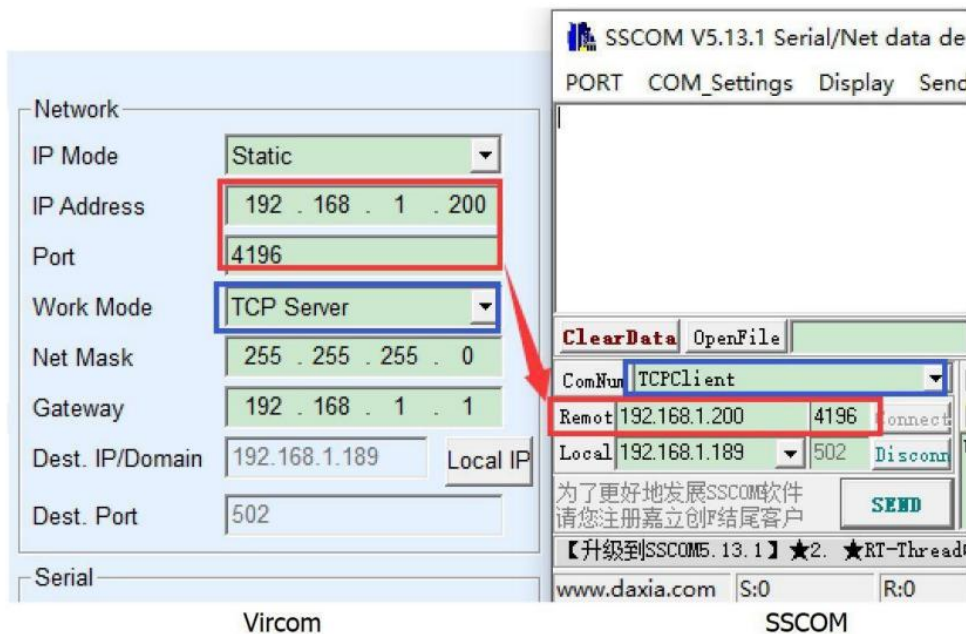 Network
IP Mode Static
IP Address 192 . 168 . 1 . 200
Port 4196
Work Mode TCP Server
Net Mask 255 . 255 . 255 . 0
Gateway 192 . 168 . 1 . 1
Dest. IP/Domain 192.168.1.189 Local IP
Dest. Port 502
Serial
Vircom
SSCOM V5.13.1 Serial/Net data de
PORT COM_Settings Display Send
ClearData OpenFile
ComNum TCPClient
Remot 192.168.1.200 4196 Connect
Local 192.168.1.189 502 Disconn
为了更好地发展SSCOM软件
请您注册嘉立创F结尾客户
SEND
【升级到SSCOM5.13.1】★2. ★RT-Thread
www.daxia.com S:0 R:0
SSCOM